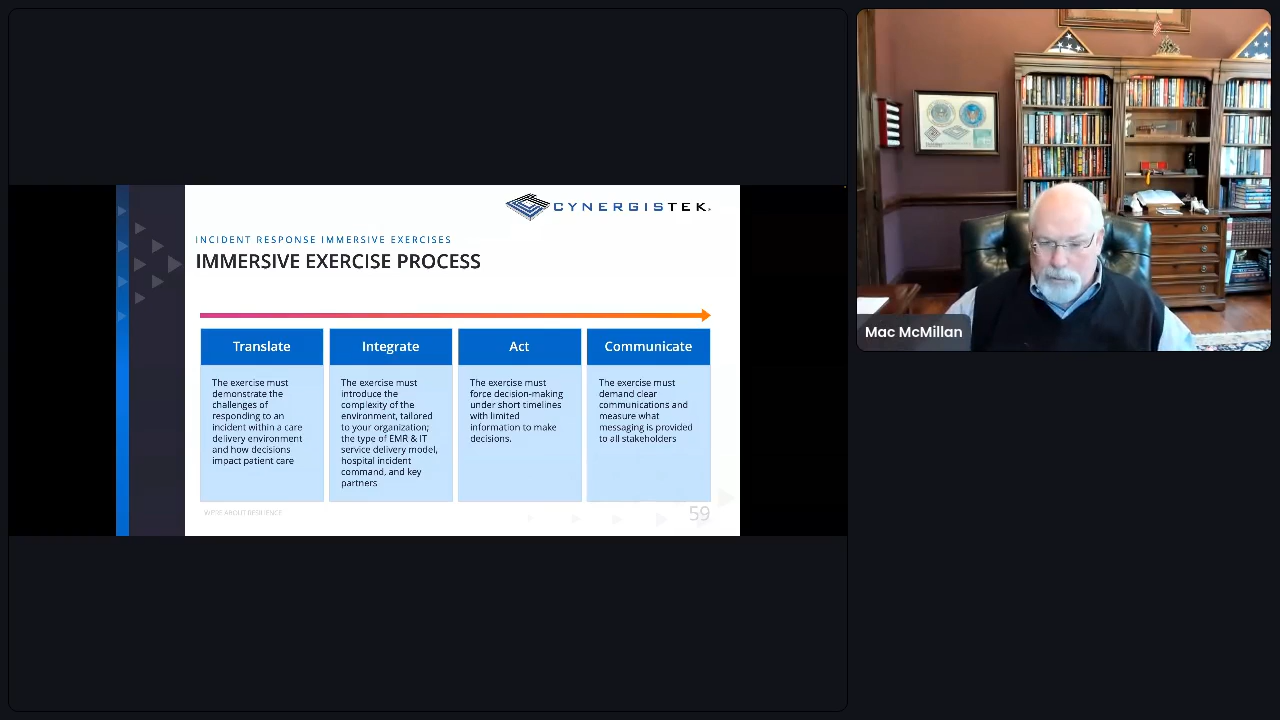 CYNERGISTEK.
INCIDENT RESPONSE IMMERSIVE EXERCISES
IMMERSIVE EXERCISE PROCESS
Translate
The exercise must
demonstrate the
challenges of
responding to an
incident within a care
delivery environment
and how decisions
impact patient care
Integrate
The exercise must
introduce the
complexity of the
environment, tailored
to your organization;
the type of EMR & IT
service delivery model,
hospital incident
command, and key
partners
Act
The exercise must
force decision-making
under short timelines
with limited
information to make
decisions.
Communicate
The exercise must
demand clear
communications and
measure what
messaging is provided
to all stakeholders
WE'RE ABOUT RESILIENCE
59
Mac McMillan